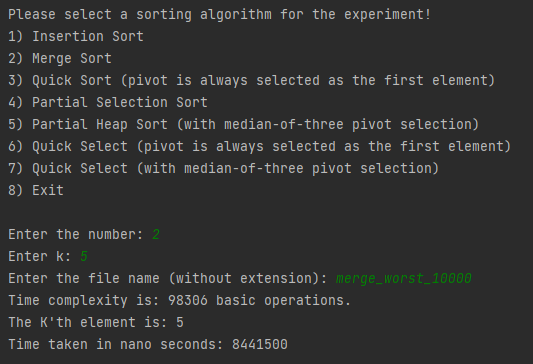 Please select a sorting algorithm for the experiment!
1) Insertion Sort
2) Merge Sort
3) Quick Sort (pivot is always selected as the first element)
4) Partial Selection Sort
5) Partial Heap Sort (with median-of-three pivot selection)
6) Quick Select (pivot is always selected as the first element)
7) Quick Select (with median-of-three pivot selection)
8) Exit
Enter the number: 2
Enter k: 5
Enter the file name (without extension): merge_worst_10000
Time complexity is: 98306 basic operations.
The K'th element is: 5
Time taken in nano seconds: 8441500